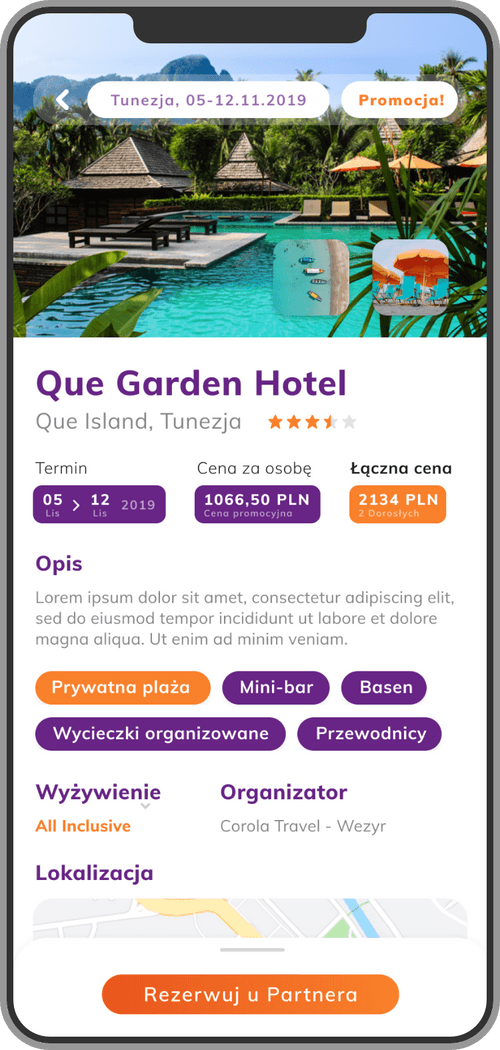 Tunezja, 05-12.11.2019
Promocja!
Que Garden Hotel
Que Island, Tunezja
Termin
Cena za osobę
Łączna cena
05 12 2019
Lis Lis
1066,50 PLN
Cena promocyjna
2134 PLN
2 Dorosłych
Opis
Lorem ipsum dolor sit amet, consectetur adipiscing elit,
sed do eiusmod tempor incididunt ut labore et dolore
magna aliqua. Ut enim ad minim veniam.
Prywatna plaża
Mini-bar
Basen
Wycieczki organizowane
Przewodnicy
Wyżywienie
All Inclusive
Organizator
Corola Travel - Wezyr
Lokalizacja
Rezerwuj u Partnera